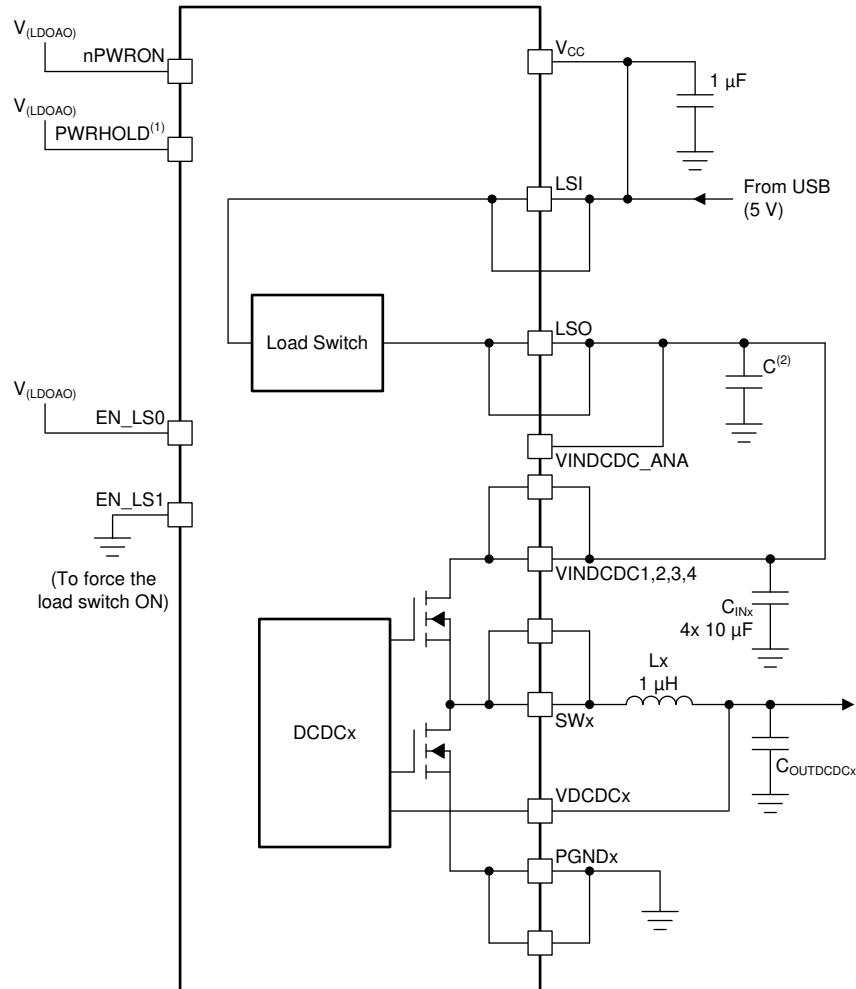 V(LDOAO)
nPWRON
V(LDOAO)
PWRHOLD(1)
VCC
1 µF
LSI
From USB
(5 V)
Load Switch
LSO
C(2)
V(LDOAO)
EN_LS0
VINDCDC_ANA
EN_LS1
(To force the
load switch ON)
VINDCDC1,2,3,4
CINx
4x 10 µF
Lx
1 µH
DCDCx
SWx
COUTDCDCx
VDCDCx
PGNDx